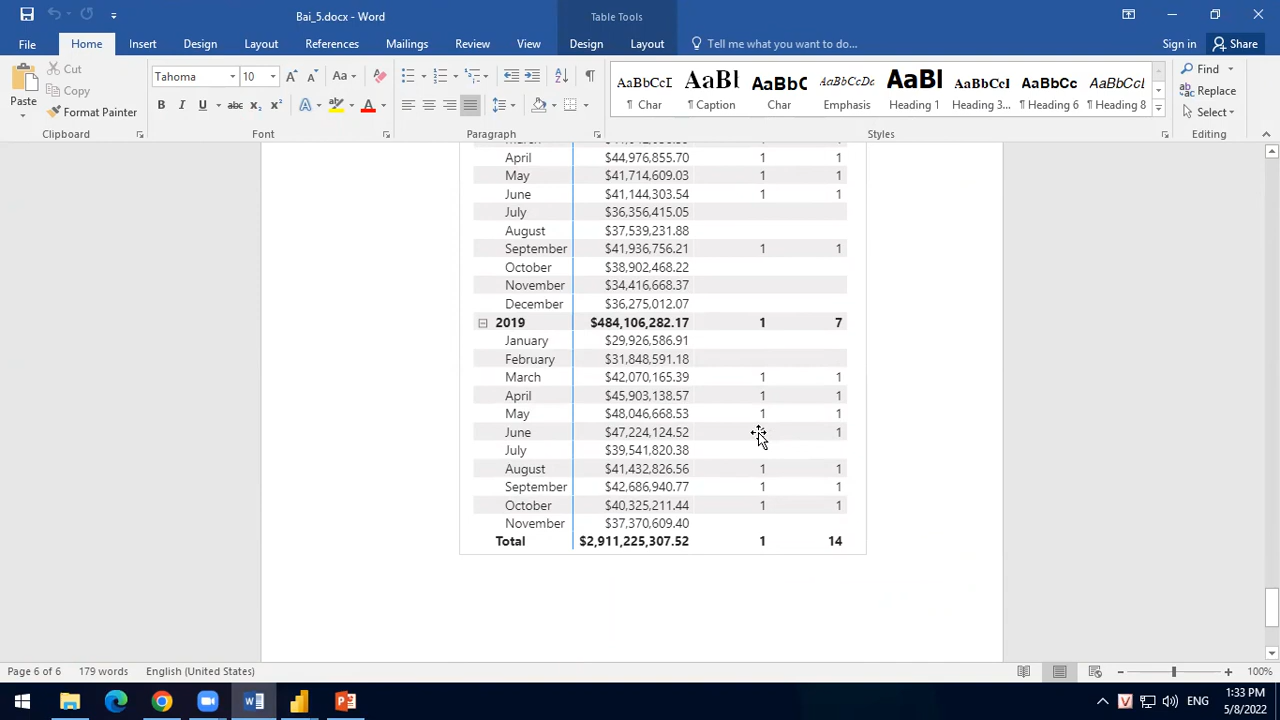 Bai_5.docx - Word
Table Tools
File Home Insert Design Layout References Mailings Review View Design Layout Tell me what you want to do... Sign in Share
Paste
Cut
Copy
Format Painter
Tahoma 10
Aa
AaBbCcI AaBl AaBbC AaBbCcDc AaBl AaBbCcI AaBbCc AaBbCcL
¶ Char ¶ Caption Char Emphasis Heading 1 Heading 3... ¶ Heading 6 ¶ Heading 8
Find
Replace
Select
Clipboard Font Paragraph Styles Editing
April $44,976,855.70 1 1
May $41,714,609.03 1 1
June $41,144,303.54 1 1
July $36,356,415.05
August $37,539,231.88
September $41,936,756.21 1 1
October $38,902,468.22
November $34,416,668.37
December $36,275,012.07
2019 $484,106,282.17 1 7
January $29,926,586.91
February $31,848,591.18
March $42,070,165.39 1 1
April $45,903,138.57 1 1
May $48,046,668.53 1 1
June $47,224,124.52 1
July $39,541,820.38
August $41,432,826.56 1 1
September $42,686,940.77 1 1
October $40,325,211.44 1 1
November $37,370,609.40
Total $2,911,225,307.52 1 14
Page 6 of 6 179 words English (United States) 100%
ENG
1:33 PM
5/8/2022